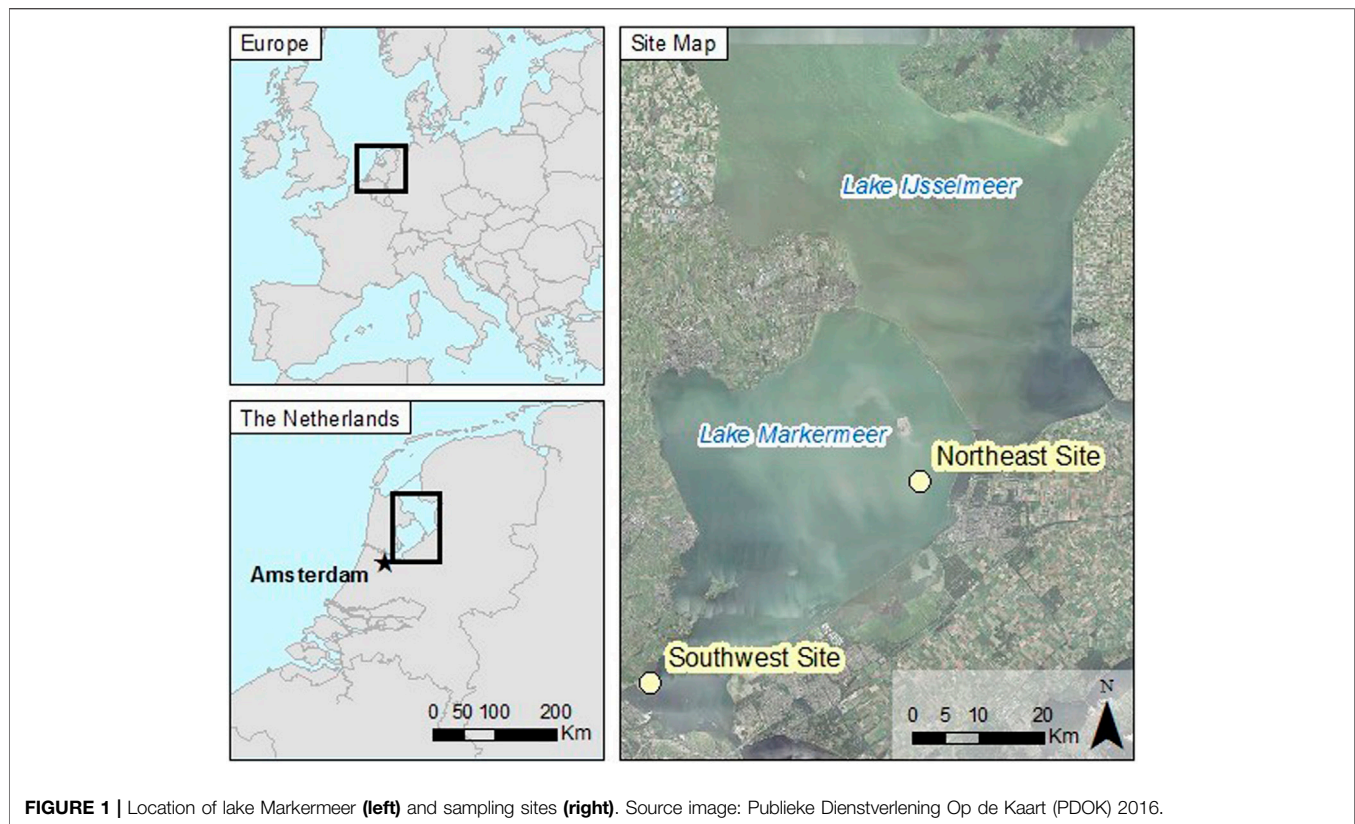 Europe
The Netherlands
Amsterdam
0 50 100 200
Km
Site Map
Lake IJsselmeer
Lake Markermeer
Northeast Site
Southwest Site
N
0 5 10 20
Km
FIGURE 1 | Location of lake Markermeer (left) and sampling sites (right). Source image: Publieke Dienstverlening Op de Kaart (PDOK) 2016.